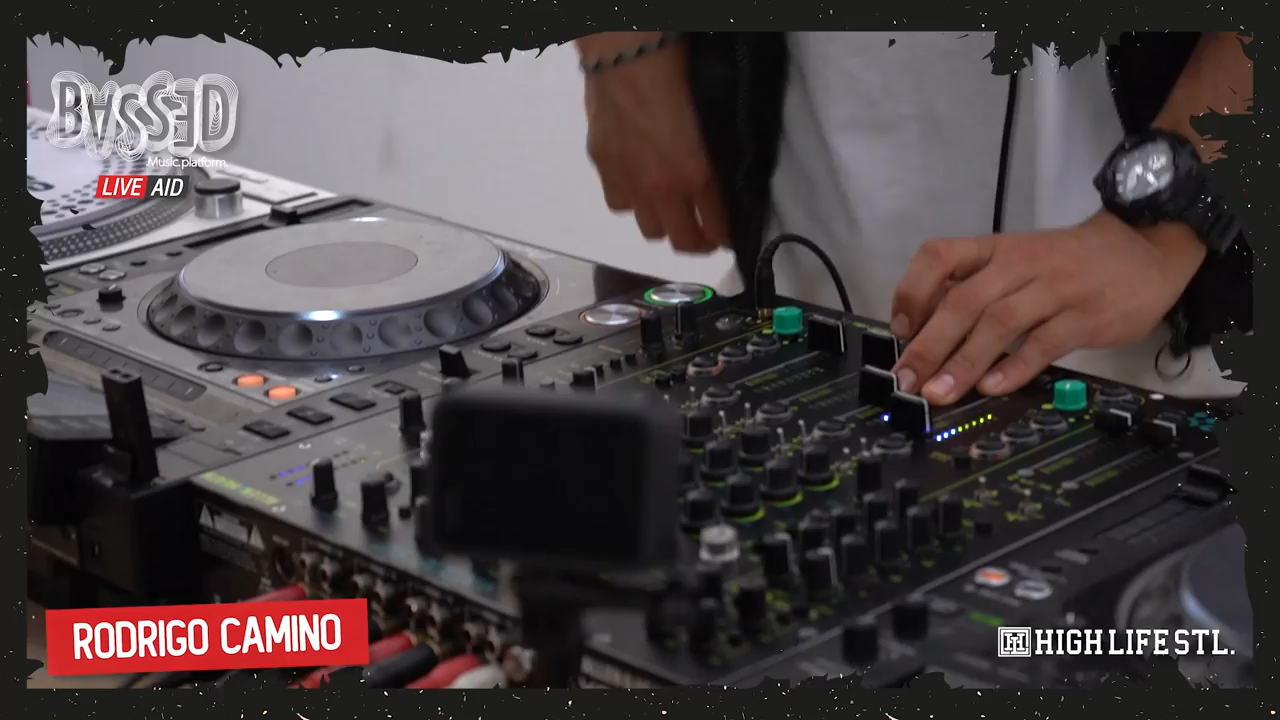 BASSED
Music platform.
LIVE AID
RODRIGO CAMINO
HIGH LIFE STL.